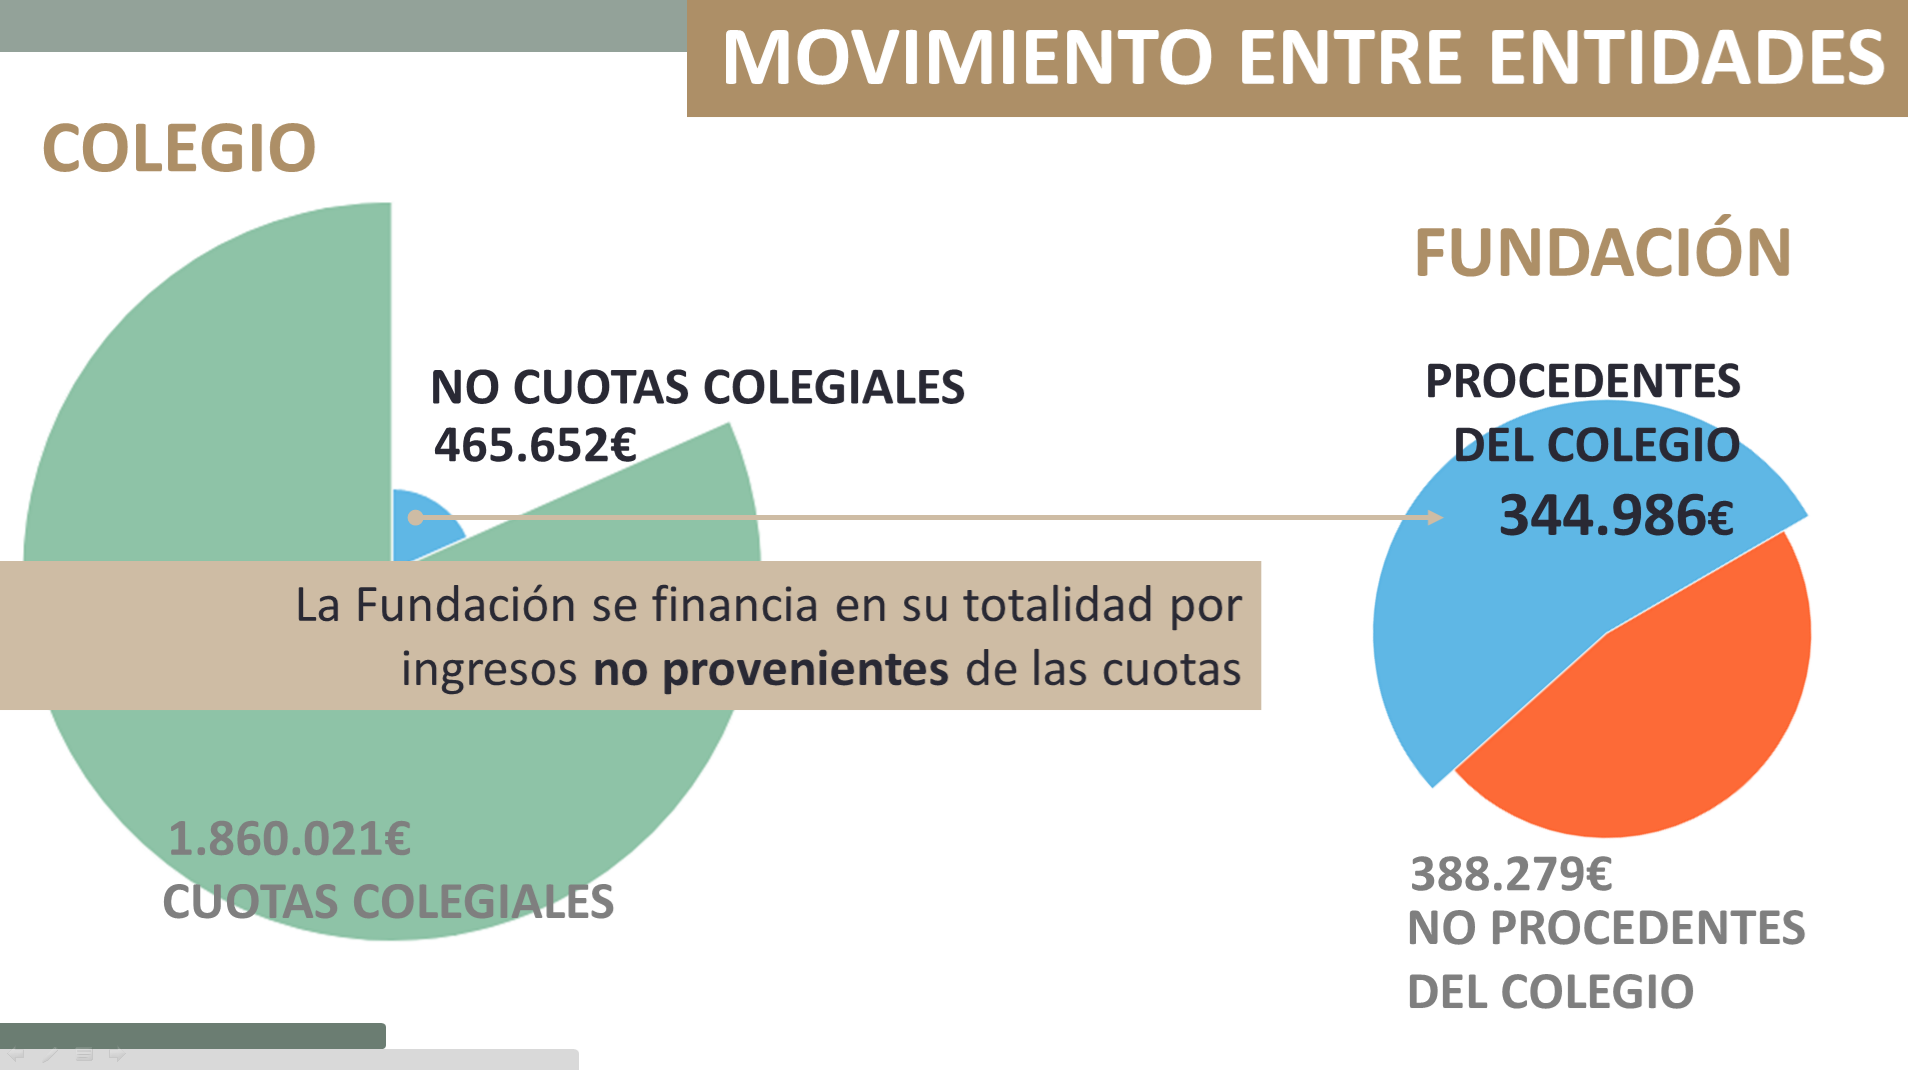 MOVIMIENTO ENTRE ENTIDADES
COLEGIO
NO CUOTAS COLEGIALES
465.652€
La Fundación se financia en su totalidad por
ingresos no provenientes de las cuotas
1.860.021€
CUOTAS COLEGIALES
FUNDACIÓN
PROCEDENTES
DEL COLEGIO
344.986€
388.279€
NO PROCEDENTES
DEL COLEGIO